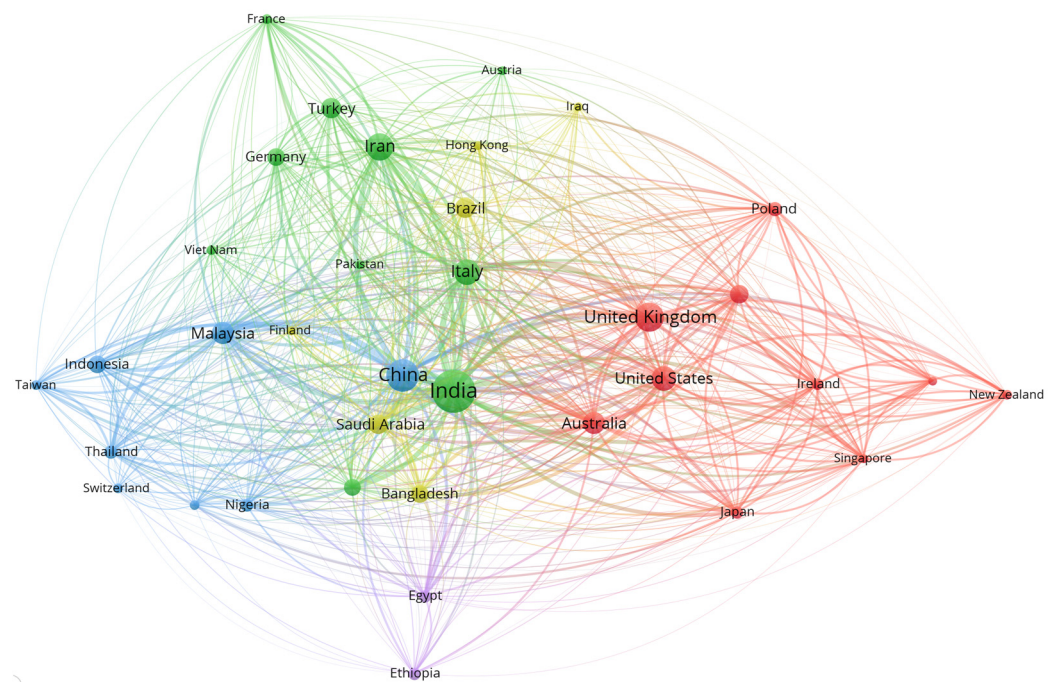 France
Austria
Iraq
Turkey
Iran
Hong Kong
Germany
Brazil
Poland
Viet Nam
Pakistan
Italy
United Kingdom
Finland
Malaysia
Indonesia
China
United States
Taiwan
India
Ireland
New Zealand
Saudi Arabia
Australia
Thailand
Singapore
Switzerland
Bangladesh
Nigeria
Japan
Egypt
Ethiopia